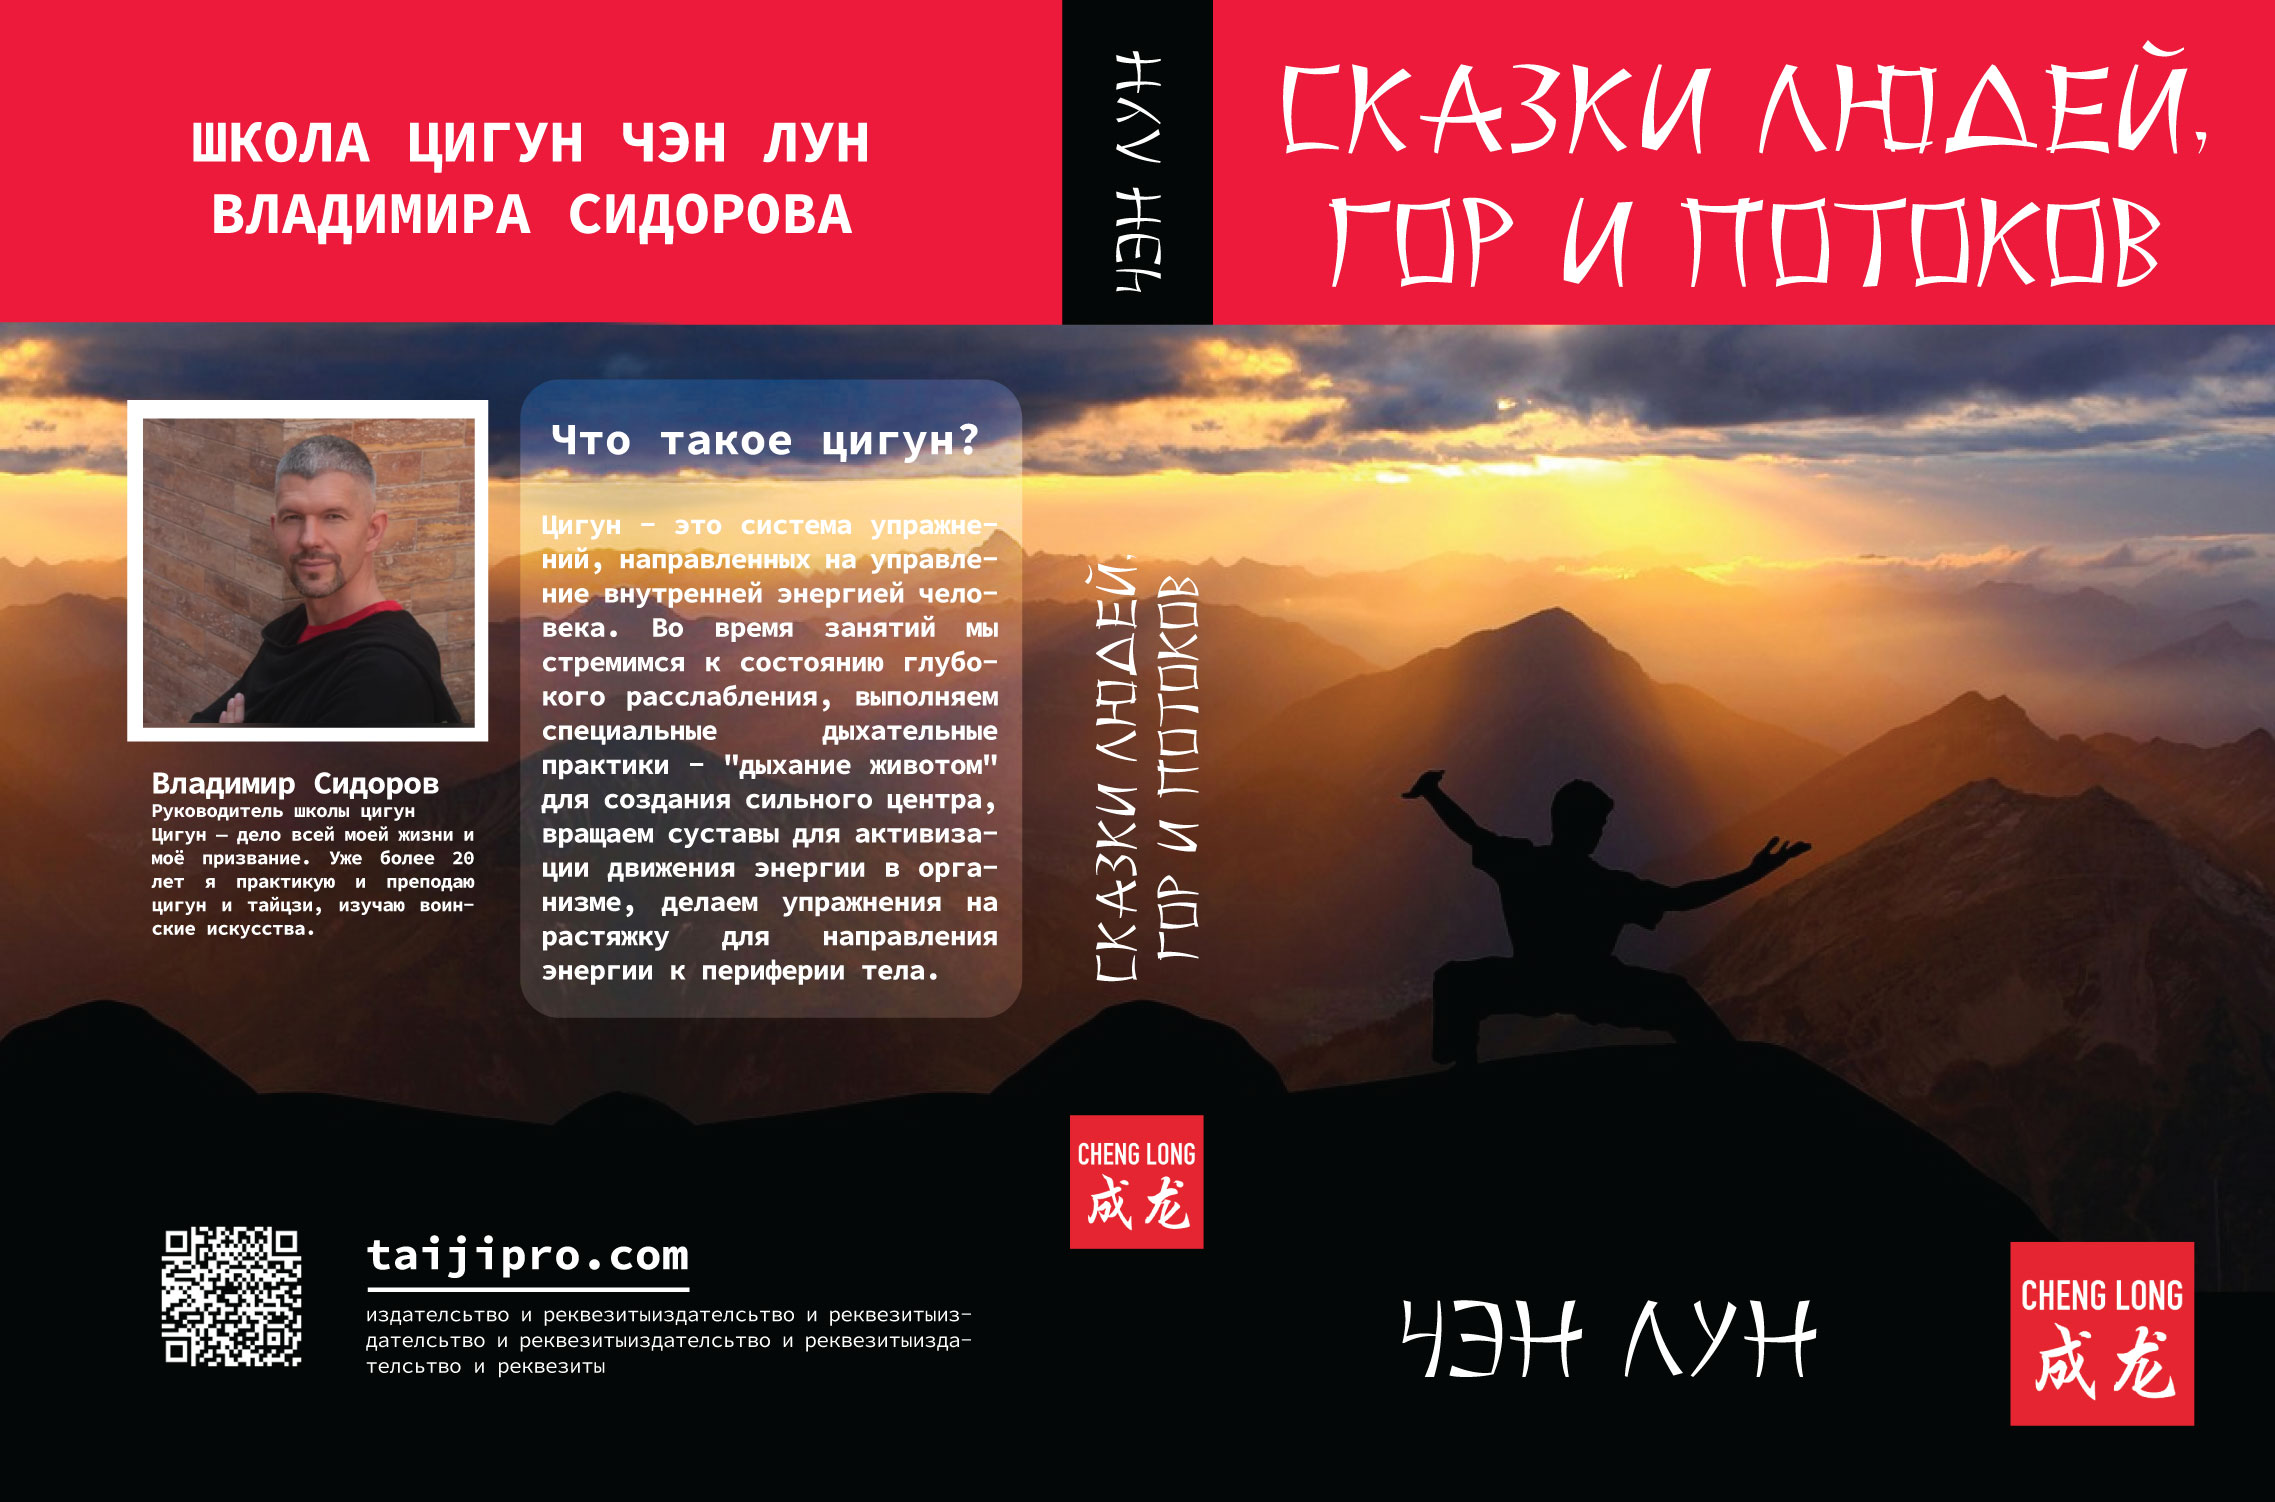 ШКОЛА ЦИГУН ЧЭН ЛУН
ВЛАДИМИРА СИДОРОВА
Что такое цигун?
Цигун - это система упражне-
ний, направленных на управле-
ние внутренней энергией чело-
века. Во время занятий мы
стремимся к состоянию глубо-
кого расслабления, выполняем
специальные дыхательные
практики - "дыхание животом"
для создания сильного центра,
вращаем суставы для активиза-
ции движения энергии в орга-
низме, делаем упражнения на
растяжку для направления
энергии к периферии тела.
Владимир Сидоров
Руководитель школы цигун
Цигун — дело всей моей жизни и
моё призвание. Уже более 20
лет я практикую и преподаю
цигун и тайцзи, изучаю воин-
ские искусства.
taijipro.com
издателсьтво и реквезитыиздателсьтво и реквезитыиз-
дателсьтво и реквезитыиздателсьтво и реквезитыизда-
телсьтво и реквезиты
ЧЭН ЛУН
СКАЗКИ ЛЮДЕЙ,
ГОР И ПОТОКОВ
CHENG LONG
成龙
СКАЗКИ ЛЮДЕЙ,
ГОР И ПОТОКОВ
ЧЭН ЛУН
CHENG LONG
成龙